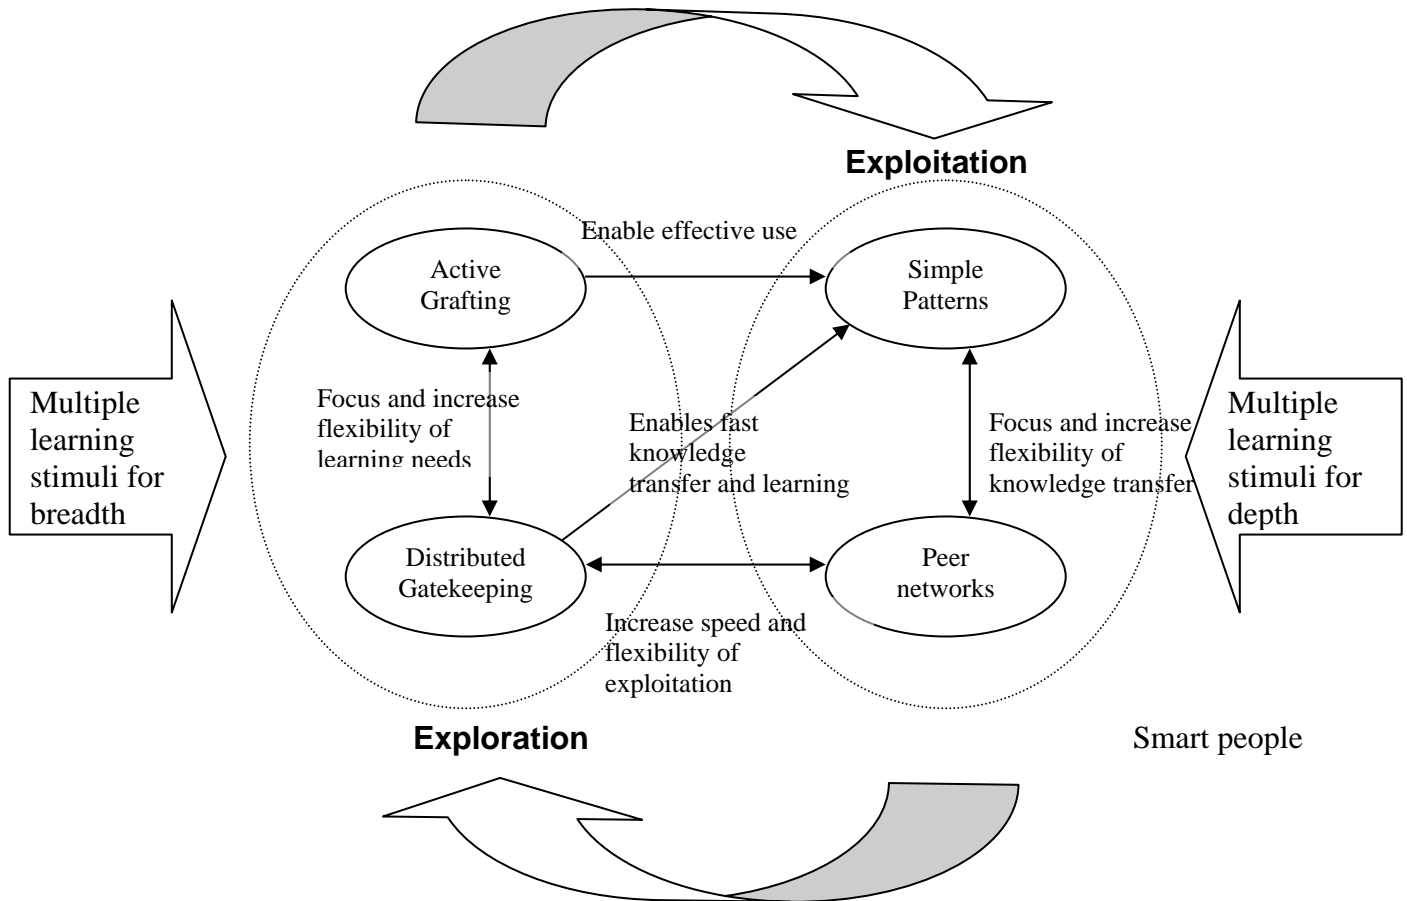 Exploitation
Enable effective use
Active
Grafting
Simple
Patterns
Multiple
learning
stimuli for
breadth
Focus and increase
flexibility of
learning needs
Enables fast
knowledge
transfer and learning
Focus and increase
flexibility of
knowledge transfer
Multiple
learning
stimuli for
depth
Distributed
Gatekeeping
Peer
networks
Increase speed and
flexibility of
exploitation
Exploration
Smart people